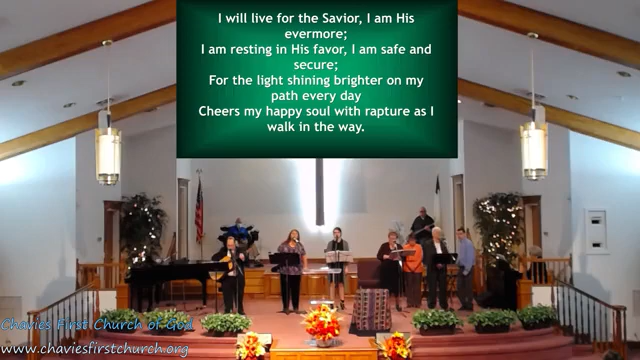 I will live for the Savior, I am His
evermore;
I am resting in His favor, I am safe and
secure;
For the light shining brighter on my
path every day
Cheers my happy soul with rapture as I
walk in the way.
Chavies First Church of God
www.chaviesfirstchurch.org